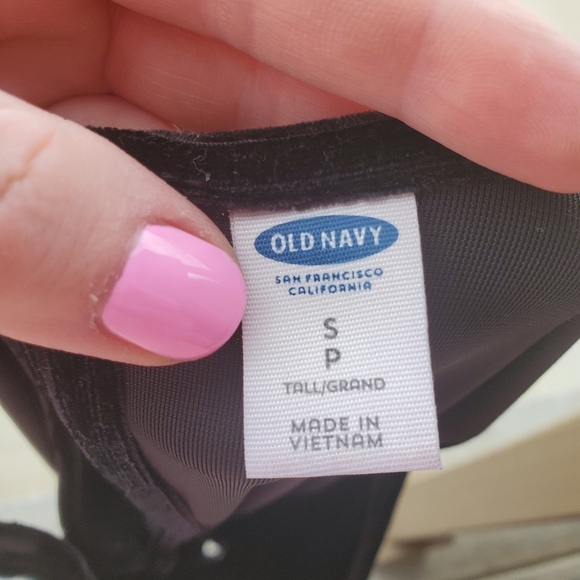 OLD NAVY
SAN FRANCISCO
CALIFORNIA
S
P
TALL/GRAND
MADE IN
VIETNAM